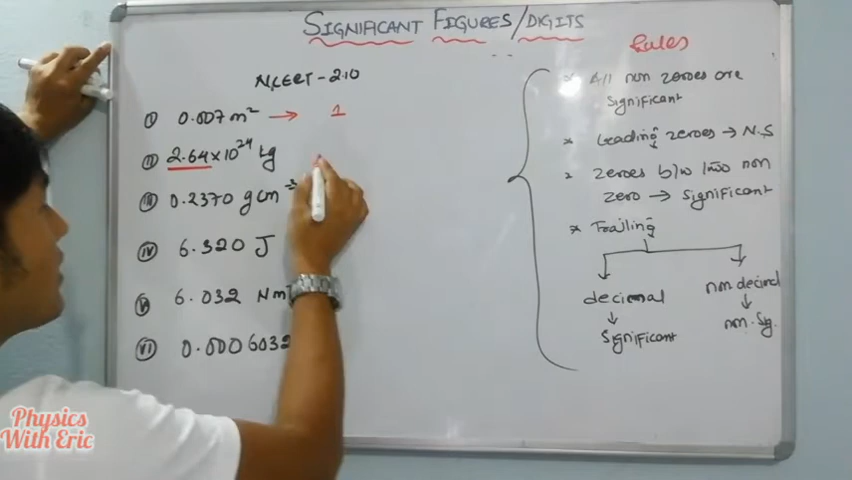 SIGNIFICANT FIGURES/DIGITS
NCERT-2.10
(i) 0.007 m² → 1
(ii) 2.64×10²⁴ kg
(iii) 0.2370 g cm⁻³
(iv) 6.320 J
(v) 6.032 Nm
(vi) 0.0006032
Rules
* All non zeroes are
significant
* Leading zeroes → N.S
* zeroes b/w two non
zero → significant
* Trailing
decimal
↓
significant
non decimal
↓
non.sig.
Physics
With Eric